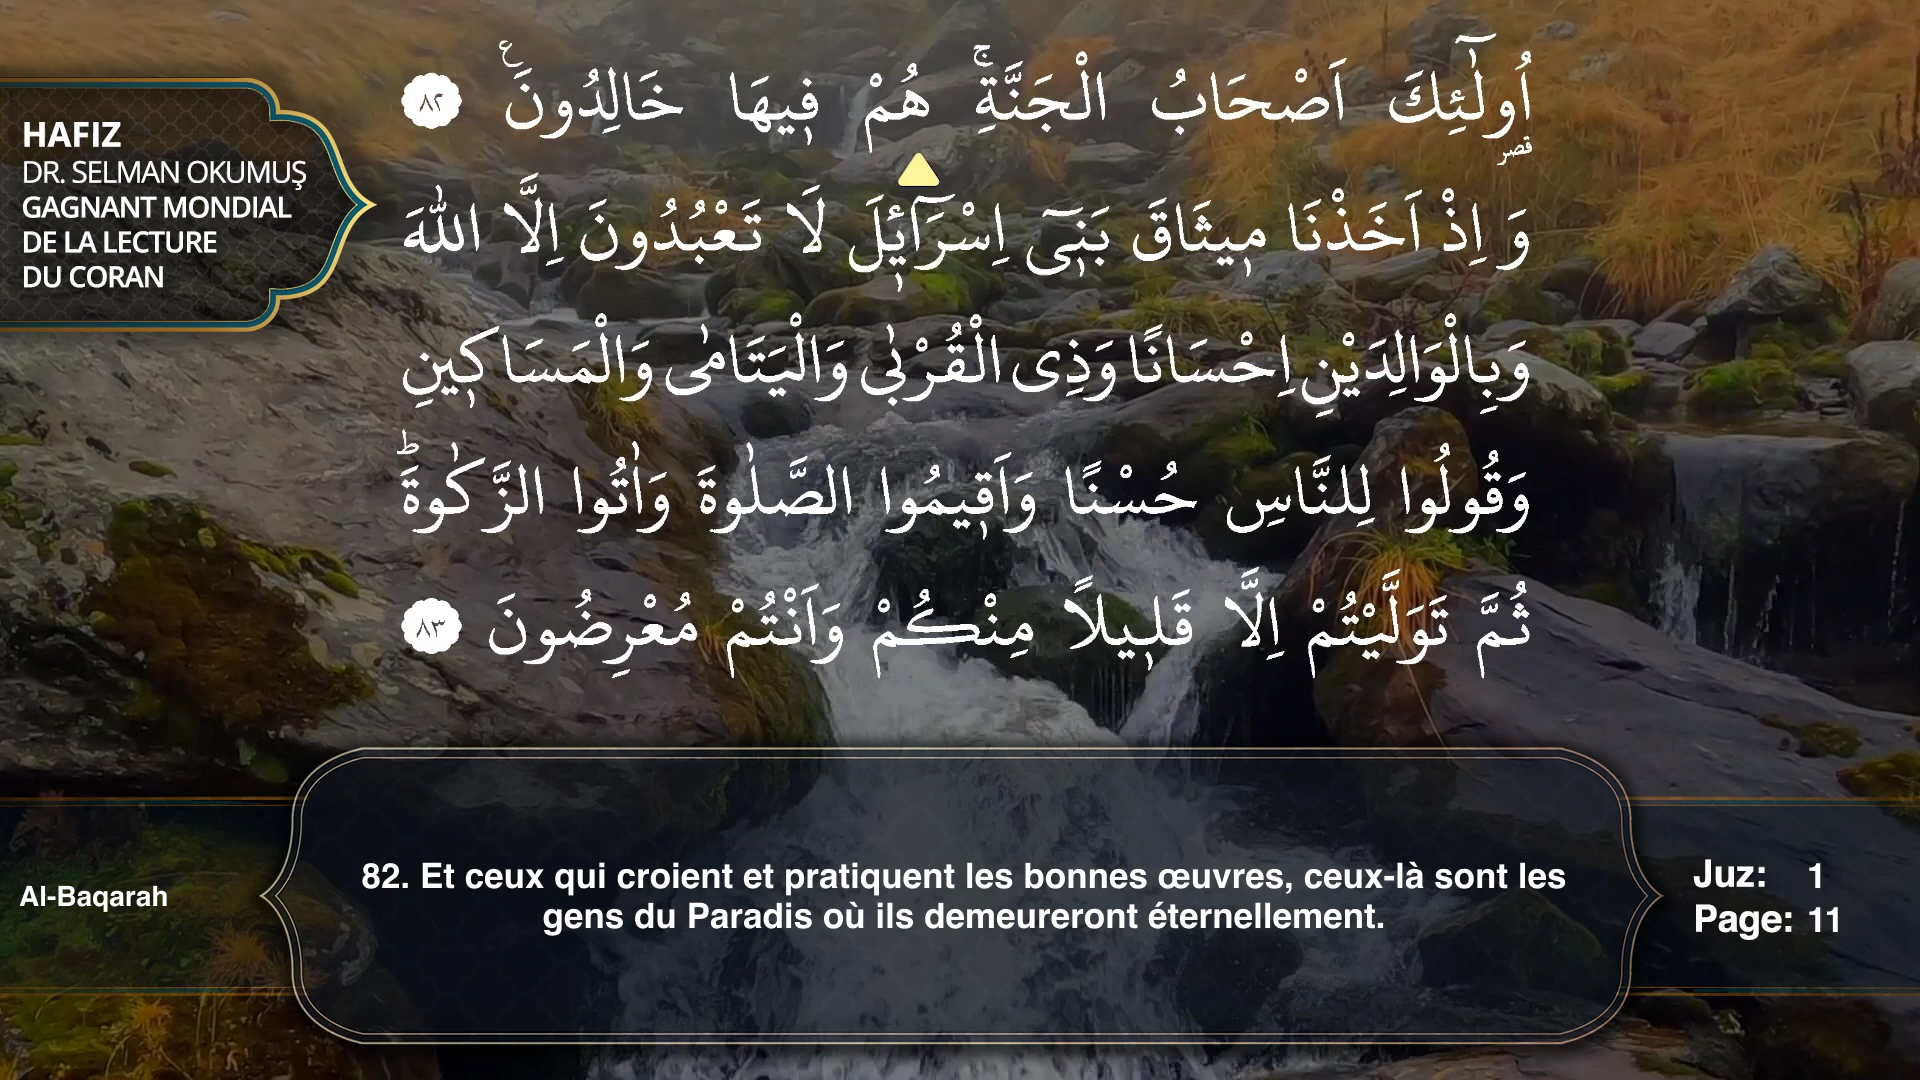 اُو۬لٰٓئِكَ اَصْحَابُ الْجَنَّةِۚ هُمْ ف۪يهَا خَالِدُونَ۟ ﴿٨٢﴾
قصر
وَاِذْ اَخَذْنَا م۪يثَاقَ بَن۪ٓي اِسْرَٓائ۪لَ لَا تَعْبُدُونَ اِلَّا اللّٰهَ
وَبِالْوَالِدَيْنِ اِحْسَانًا وَذِي الْقُرْبٰى وَالْيَتَامٰى وَالْمَسَاك۪ينِ
وَقُولُوا لِلنَّاسِ حُسْنًا وَاَق۪يمُوا الصَّلٰوةَ وَاٰتُوا الزَّكٰوةَۜ
ثُمَّ تَوَلَّيْتُمْ اِلَّا قَل۪يلًا مِنْكُمْ وَاَنْتُمْ مُعْرِضُونَ ﴿٨٣﴾
HAFIZ
DR. SELMAN OKUMUŞ
GAGNANT MONDIAL
DE LA LECTURE
DU CORAN
82. Et ceux qui croient et pratiquent les bonnes œuvres, ceux-là sont les
gens du Paradis où ils demeureront éternellement.
Al-Baqarah
Juz: 1
Page: 11